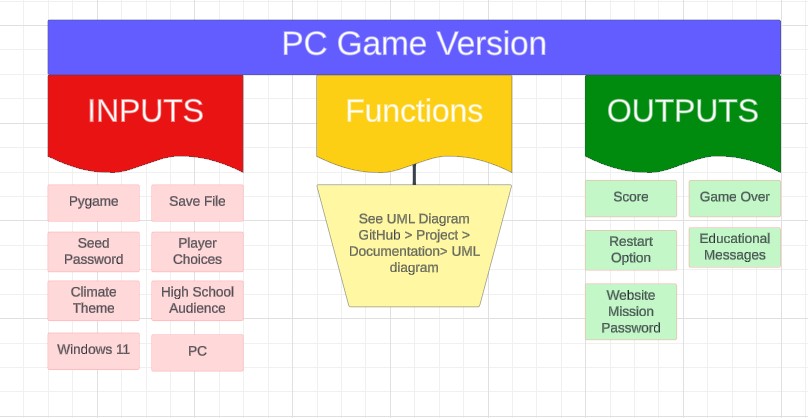 PC Game Version
INPUTS
Functions
OUTPUTS
Pygame
Save File
Seed
Password
Player
Choices
Climate
Theme
High School
Audience
Windows 11
PC
See UML Diagram
GitHub > Project >
Documentation> UML
diagram
Score
Game Over
Restart
Option
Educational
Messages
Website
Mission
Password